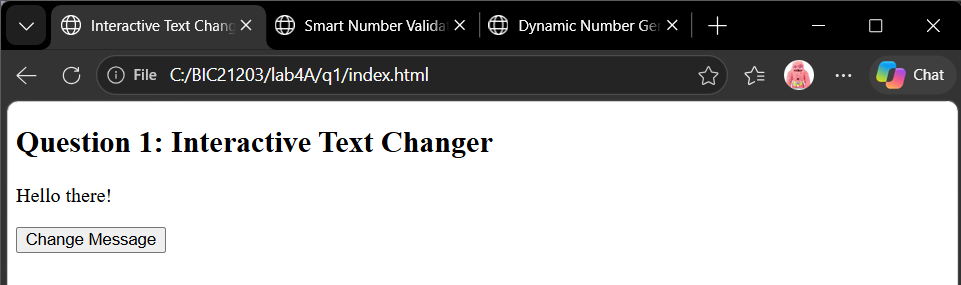 Interactive Text Chang
Smart Number Validat
Dynamic Number Ger
File C:/BIC21203/lab4A/q1/index.html
Chat
Question 1: Interactive Text Changer
Hello there!
Change Message